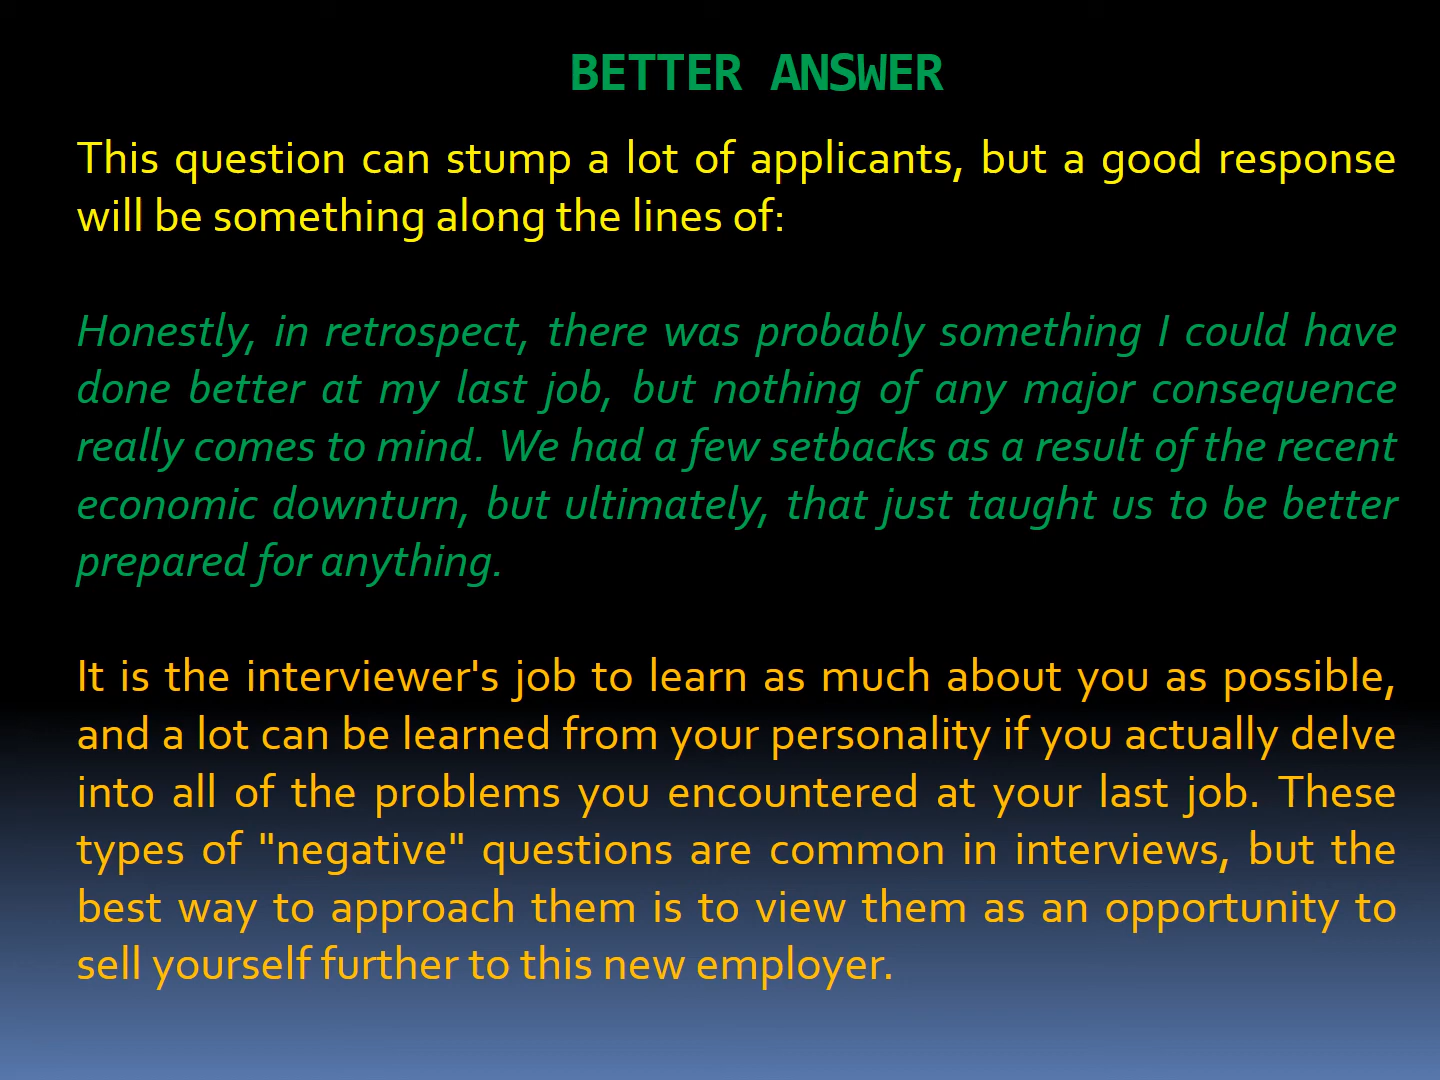 BETTER ANSWER
This question can stump a lot of applicants, but a good response
will be something along the lines of:
Honestly, in retrospect, there was probably something I could have
done better at my last job, but nothing of any major consequence
really comes to mind. We had a few setbacks as a result of the recent
economic downturn, but ultimately, that just taught us to be better
prepared for anything.
It is the interviewer's job to learn as much about you as possible,
and a lot can be learned from your personality if you actually delve
into all of the problems you encountered at your last job. These
types of "negative" questions are common in interviews, but the
best way to approach them is to view them as an opportunity to
sell yourself further to this new employer.